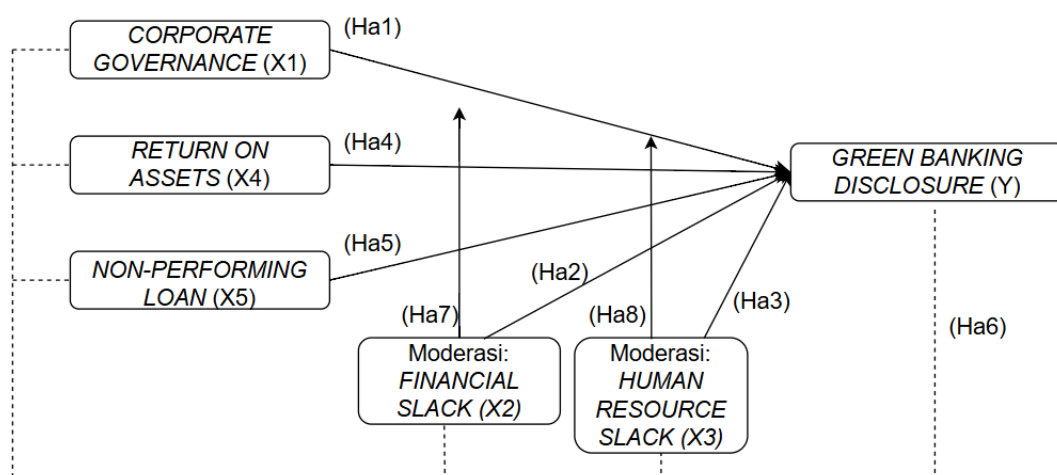 CORPORATE
GOVERNANCE (X1)
(Ha1)
RETURN ON
ASSETS (X4)
(Ha4)
GREEN BANKING
DISCLOSURE (Y)
NON-PERFORMING
LOAN (X5)
(Ha5)
(Ha2)
(Ha3)
(Ha7)
(Ha8)
(Ha6)
Moderasi:
FINANCIAL
SLACK (X2)
Moderasi:
HUMAN
RESOURCE
SLACK (X3)